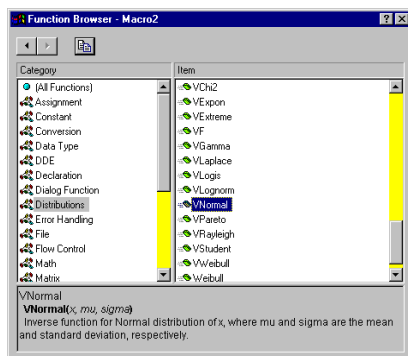 Function Browser - Macro2
Category
Item
(All Functions)
Assignment
Constant
Conversion
Data Type
DDE
Declaration
Dialog Function
Distributions
Error Handling
File
Flow Control
Math
Matrix
VChi2
VExpon
VExtreme
VF
VGamma
VLaplace
VLogis
VLognorm
VNormal
VPareto
VRayleigh
VStudent
VWeibull
Weibull
VNormal
VNormal(x, mu, sigma)
Inverse function for Normal distribution of x, where mu and sigma are the mean
and standard deviation, respectively.